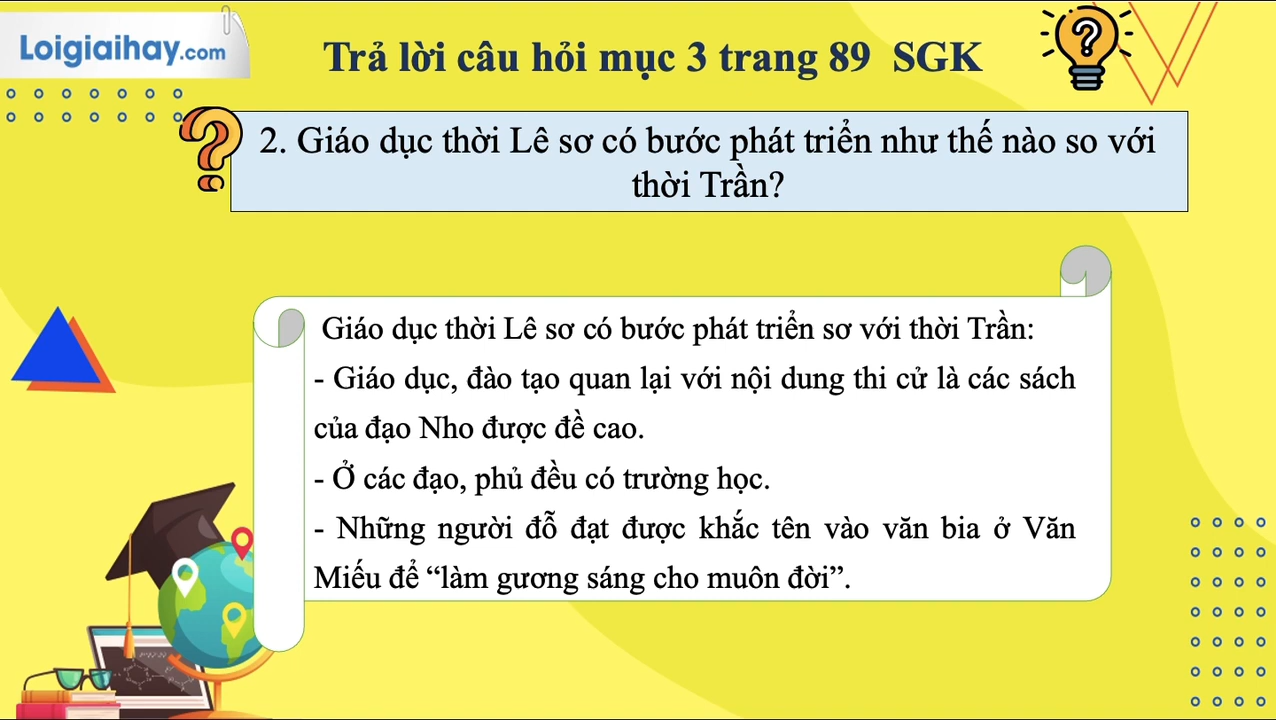 Loigiaihay.com
Trả lời câu hỏi mục 3 trang 89 SGK
2. Giáo dục thời Lê sơ có bước phát triển như thế nào so với
thời Trần?
Giáo dục thời Lê sơ có bước phát triển sơ với thời Trần:
- Giáo dục, đào tạo quan lại với nội dung thi cử là các sách
của đạo Nho được đề cao.
- Ở các đạo, phủ đều có trường học.
- Những người đỗ đạt được khắc tên vào văn bia ở Văn
Miếu để “làm gương sáng cho muôn đời”.